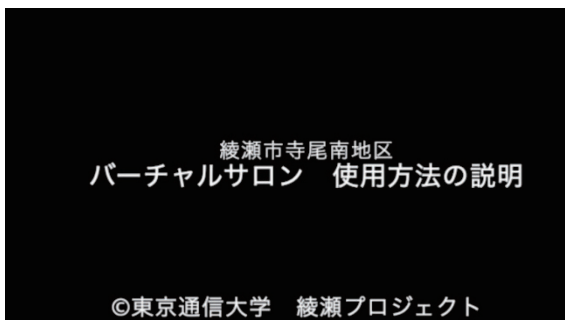 綾瀬市寺尾南地区
バーチャルサロン　使用方法の説明
©東京通信大学　綾瀬プロジェクト